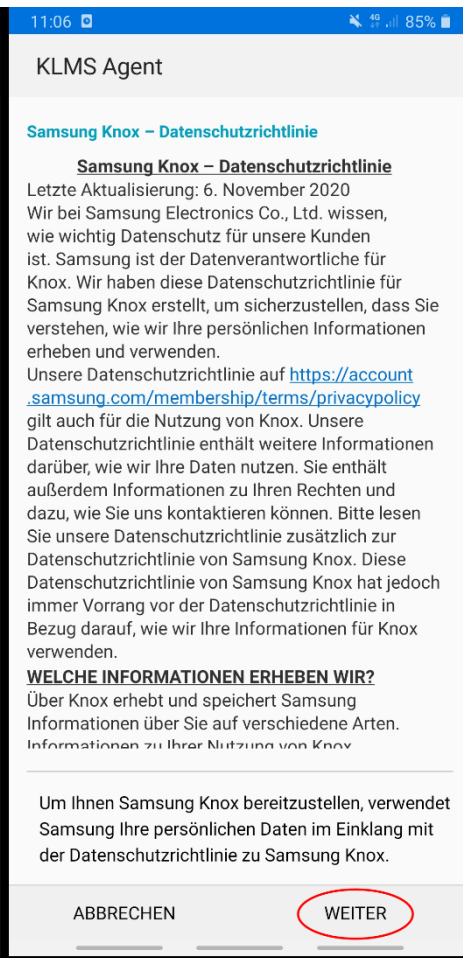 11:06 4G 85%
KLMS Agent
Samsung Knox – Datenschutzrichtlinie
Samsung Knox – Datenschutzrichtlinie
Letzte Aktualisierung: 6. November 2020
Wir bei Samsung Electronics Co., Ltd. wissen,
wie wichtig Datenschutz für unsere Kunden
ist. Samsung ist der Datenverantwortliche für
Knox. Wir haben diese Datenschutzrichtlinie für
Samsung Knox erstellt, um sicherzustellen, dass Sie
verstehen, wie wir Ihre persönlichen Informationen
erheben und verwenden.
Unsere Datenschutzrichtlinie auf https://account
.samsung.com/membership/terms/privacypolicy
gilt auch für die Nutzung von Knox. Unsere
Datenschutzrichtlinie enthält weitere Informationen
darüber, wie wir Ihre Daten nutzen. Sie enthält
außerdem Informationen zu Ihren Rechten und
dazu, wie Sie uns kontaktieren können. Bitte lesen
Sie unsere Datenschutzrichtlinie zusätzlich zur
Datenschutzrichtlinie von Samsung Knox. Diese
Datenschutzrichtlinie von Samsung Knox hat jedoch
immer Vorrang vor der Datenschutzrichtlinie in
Bezug darauf, wie wir Ihre Informationen für Knox
verwenden.
WELCHE INFORMATIONEN ERHEBEN WIR?
Über Knox erhebt und speichert Samsung
Informationen über Sie auf verschiedene Arten.
Informationen zu Ihrer Nutzung von Knox
Um Ihnen Samsung Knox bereitzustellen, verwendet
Samsung Ihre persönlichen Daten im Einklang mit
der Datenschutzrichtlinie zu Samsung Knox.
ABBRECHEN WEITER